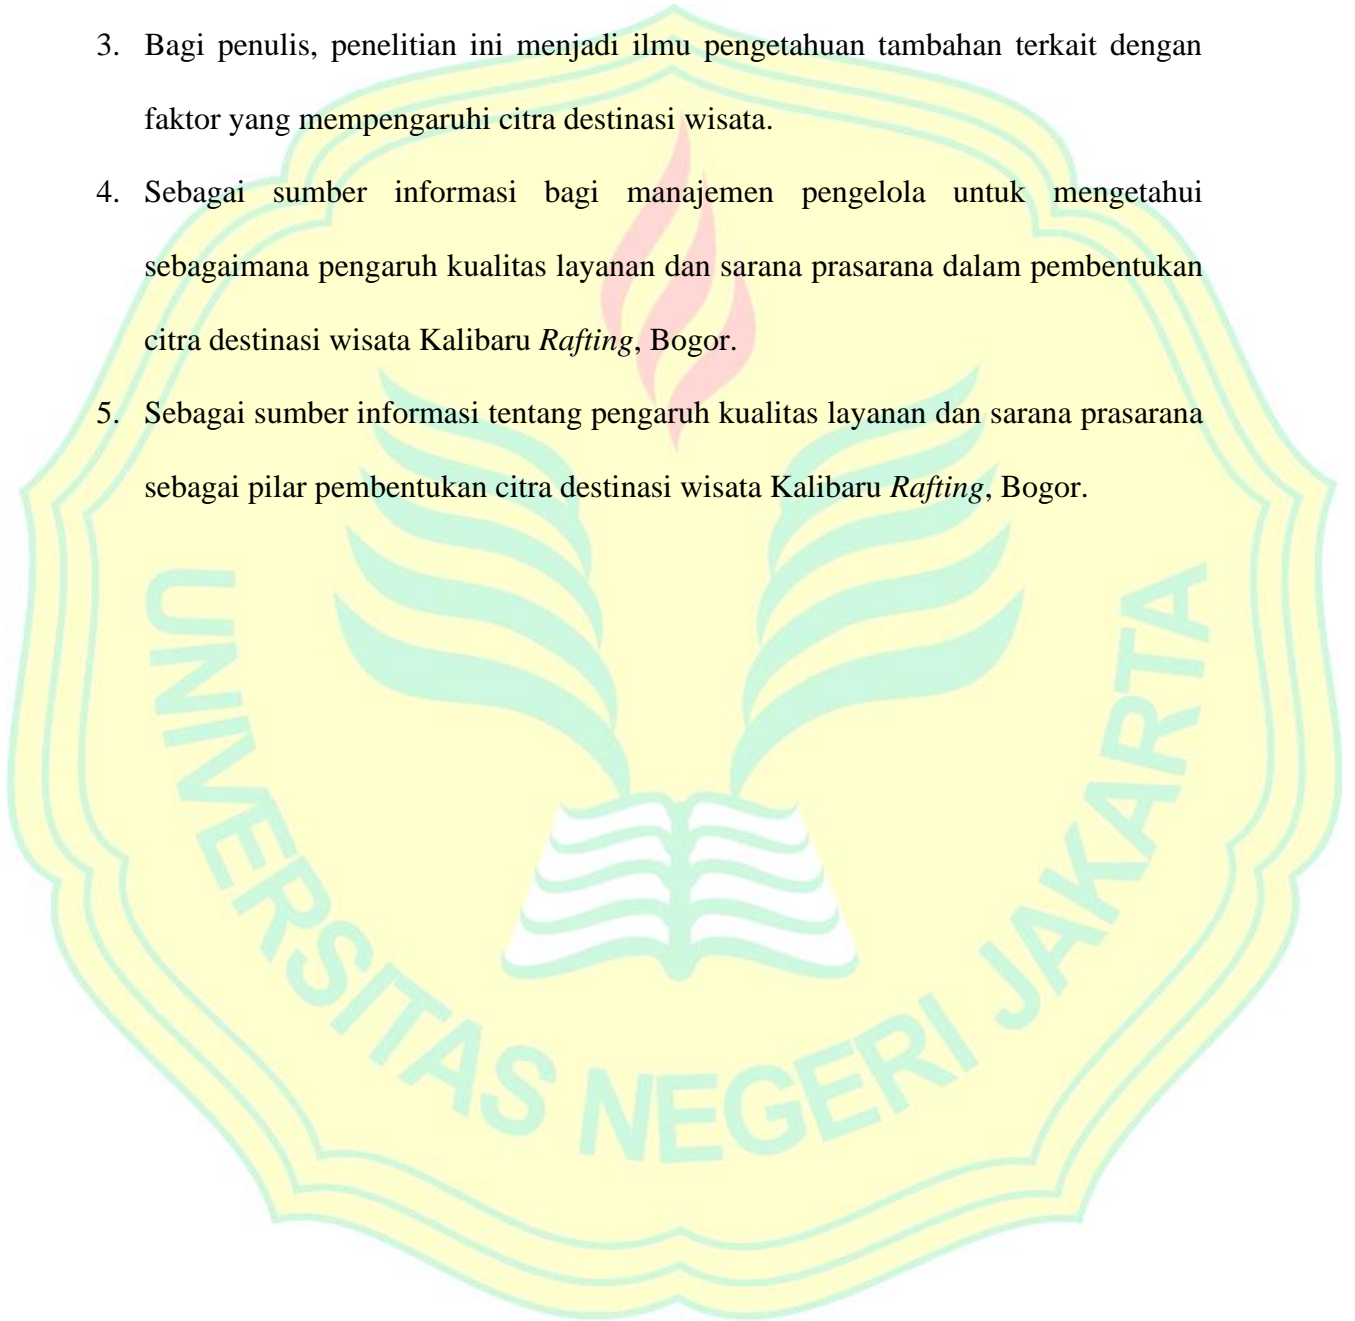 3. Bagi penulis, penelitian ini menjadi ilmu pengetahuan tambahan terkait dengan
faktor yang mempengaruhi citra destinasi wisata.
4. Sebagai sumber informasi bagi manajemen pengelola untuk mengetahui
sebagaimana pengaruh kualitas layanan dan sarana prasarana dalam pembentukan
citra destinasi wisata Kalibaru Rafting, Bogor.
5. Sebagai sumber informasi tentang pengaruh kualitas layanan dan sarana prasarana
sebagai pilar pembentukan citra destinasi wisata Kalibaru Rafting, Bogor.
UNIVERSITAS NEGERI JAKARTA